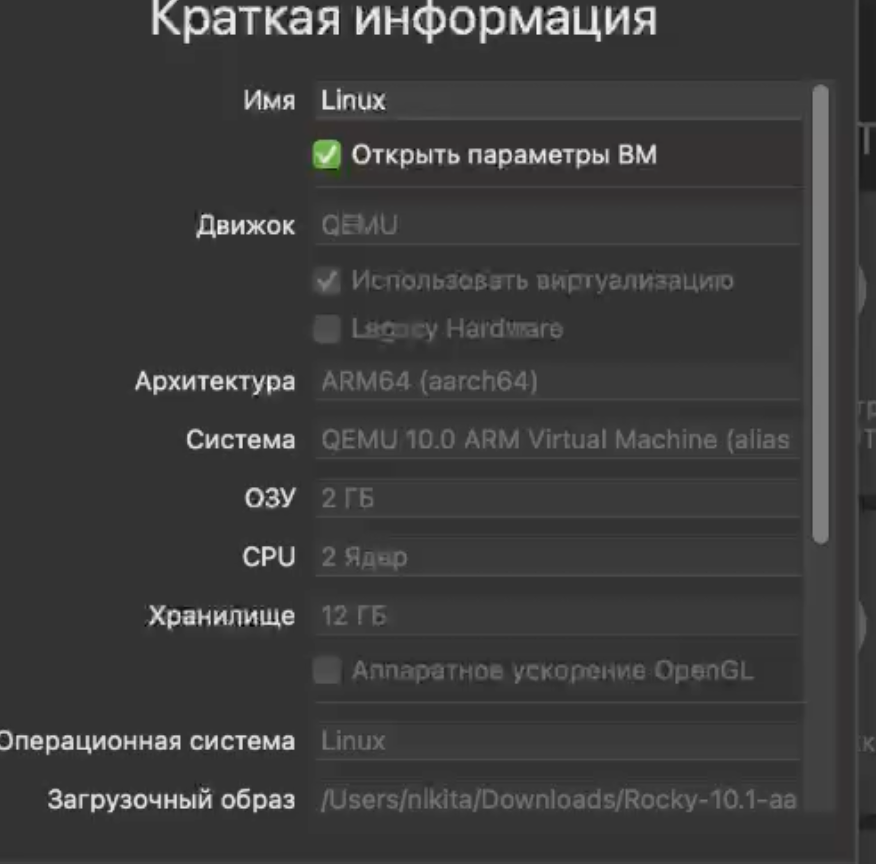 Краткая информация
Имя Linux
Открыть параметры ВМ
Движок QEMU
Использовать виртуализацию
Legacy Hardware
Архитектура ARM64 (aarch64)
Система QEMU 10.0 ARM Virtual Machine (alias
ОЗУ 2 ГБ
CPU 2 Ядер
Хранилище 12 ГБ
Аппаратное ускорение OpenGL
Операционная система Linux
Загрузочный образ /Users/nikita/Downloads/Rocky-10.1-aa